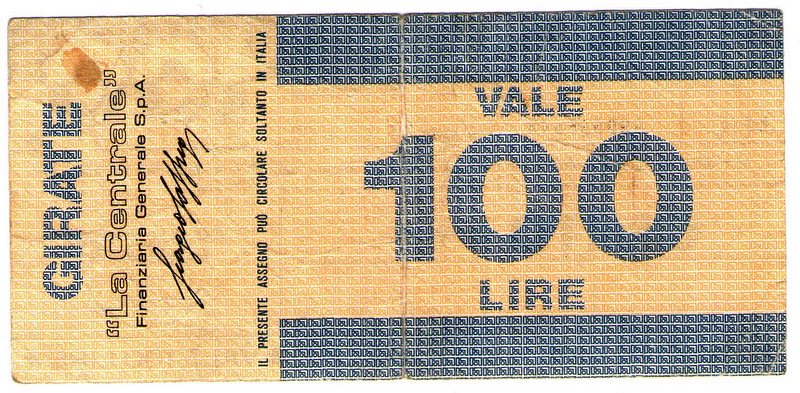 GIRATE
"La Centrale"
Finanziaria Generale S.p.A.
IL PRESENTE ASSEGNO PUÒ CIRCOLARE SOLTANTO IN ITALIA
VALE
100
LIRE